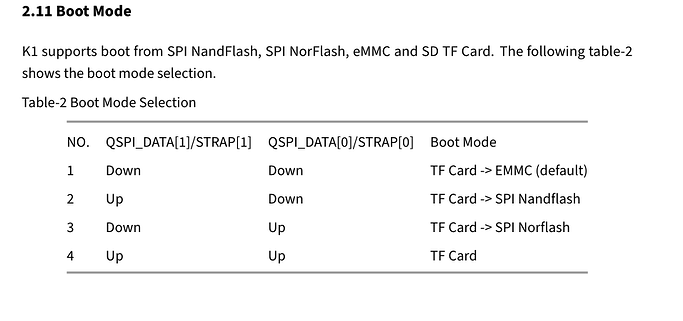 2.11 Boot Mode
K1 supports boot from SPI NandFlash, SPI NorFlash, eMMC and SD TF Card. The following table-2
shows the boot mode selection.
Table-2 Boot Mode Selection
NO. QSPI_DATA[1]/STRAP[1] QSPI_DATA[0]/STRAP[0] Boot Mode
1 Down Down TF Card -> EMMC (default)
2 Up Down TF Card -> SPI Nandflash
3 Down Up TF Card -> SPI Norflash
4 Up Up TF Card